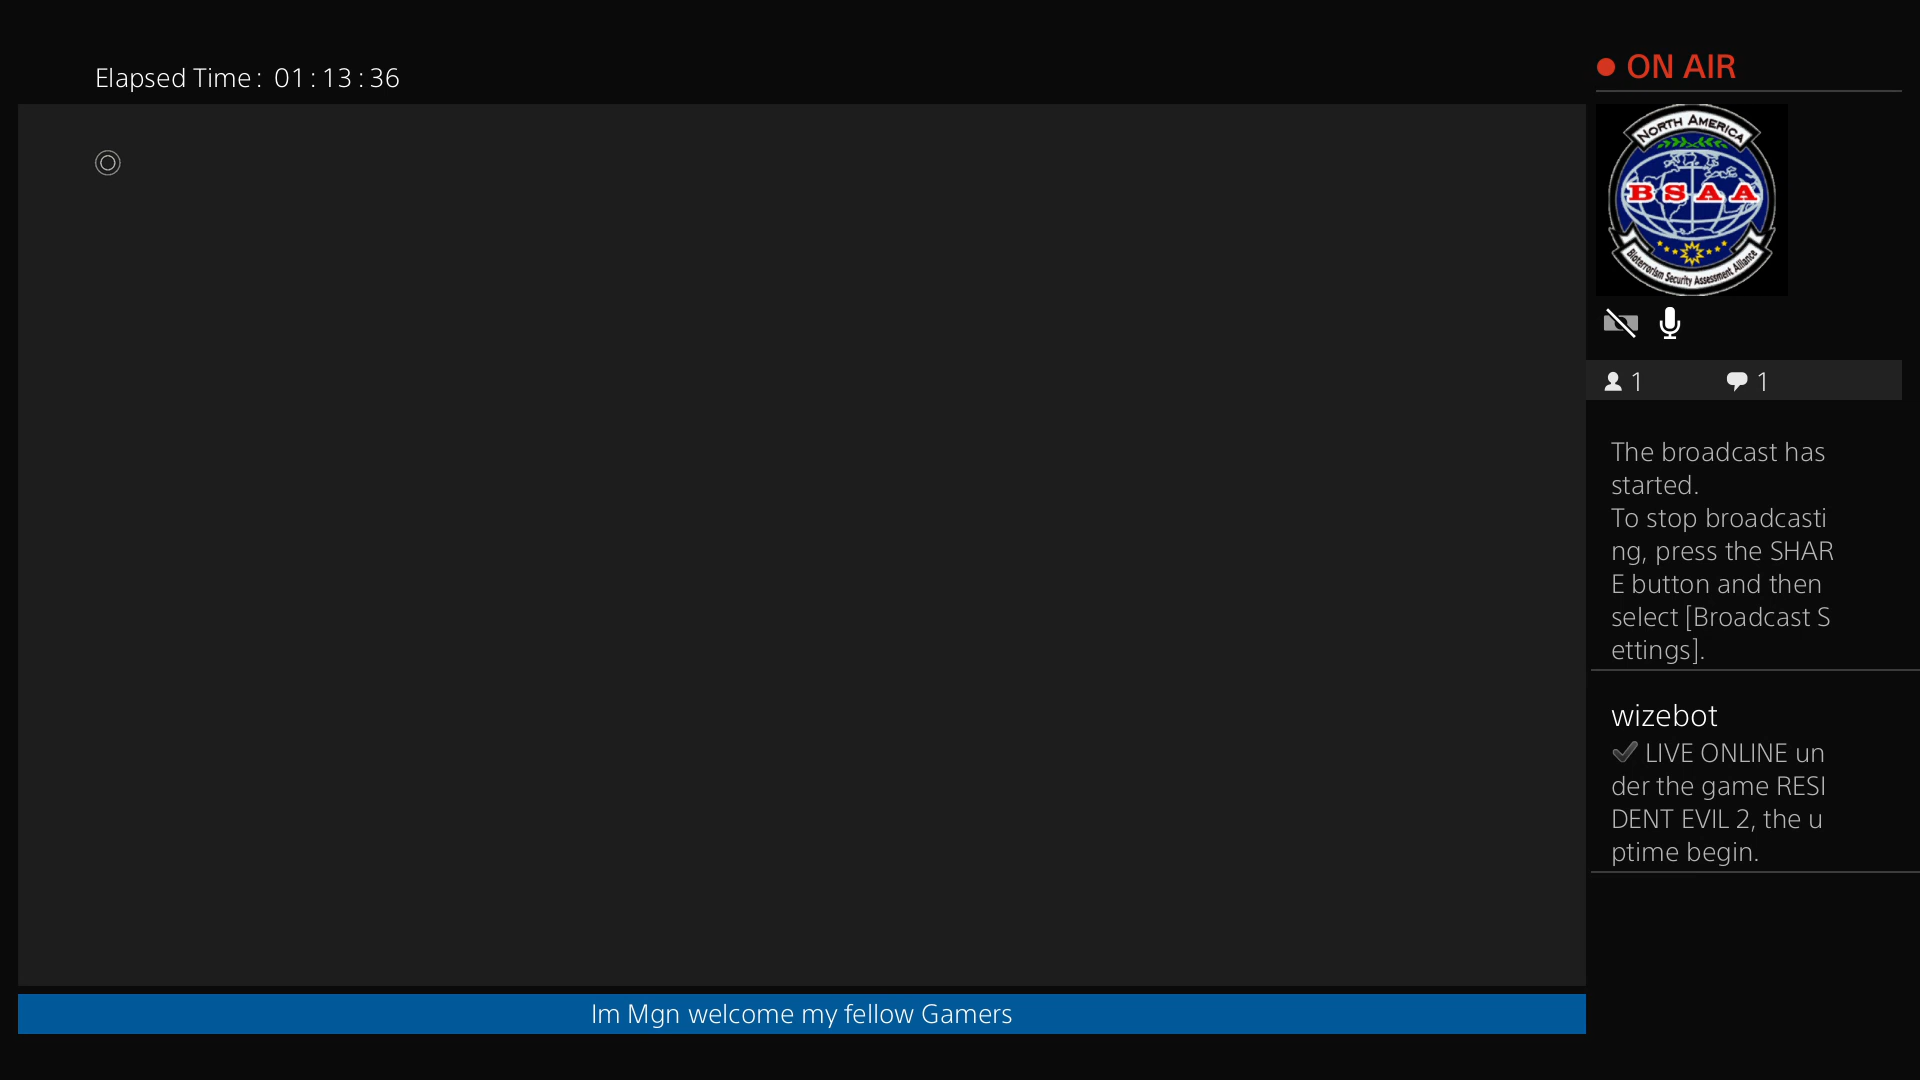 Elapsed Time: 01:13:36
ON AIR
NORTH AMERICA
BSAA
Bioterrorism Security Assessment Alliance
1
1
The broadcast has
started.
To stop broadcasti
ng, press the SHAR
E button and then
select [Broadcast S
ettings].
wizebot
✔ LIVE ONLINE un
der the game RESI
DENT EVIL 2, the u
ptime begin.
Im Mgn welcome my fellow Gamers